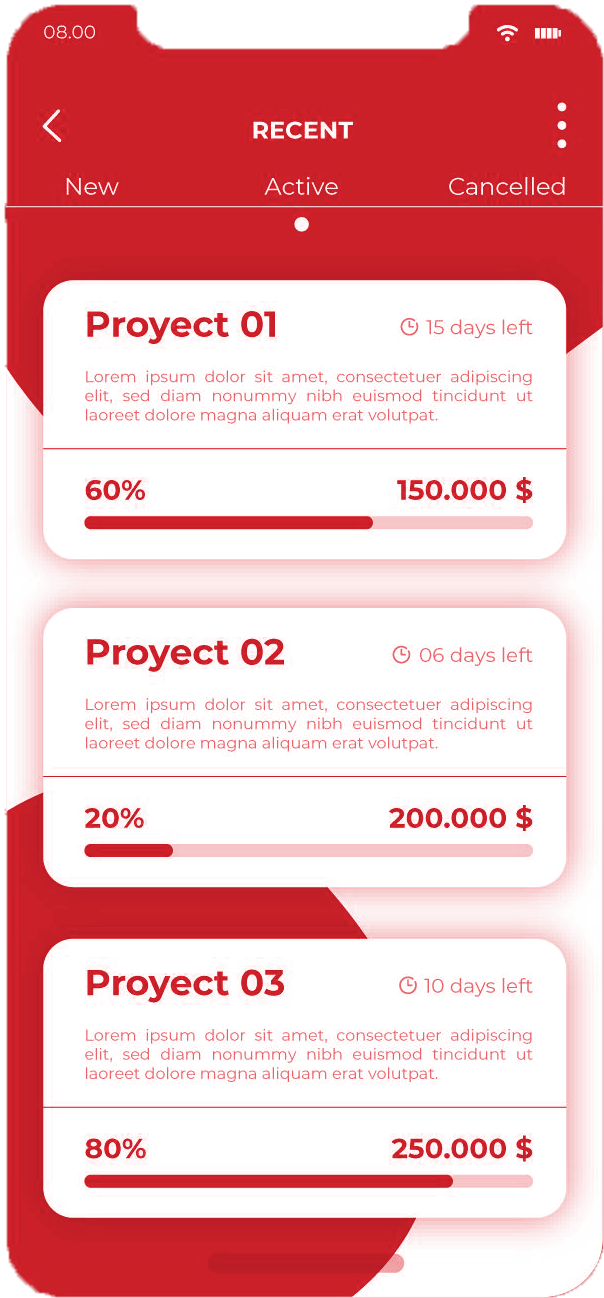 08.00
RECENT
New Active Cancelled
Proyect 01 15 days left
Lorem ipsum dolor sit amet, consectetuer adipiscing
elit, sed diam nonummy nibh euismod tincidunt ut
laoreet dolore magna aliquam erat volutpat.
60% 150.000 $
Proyect 02 06 days left
Lorem ipsum dolor sit amet, consectetuer adipiscing
elit, sed diam nonummy nibh euismod tincidunt ut
laoreet dolore magna aliquam erat volutpat.
20% 200.000 $
Proyect 03 10 days left
Lorem ipsum dolor sit amet, consectetuer adipiscing
elit, sed diam nonummy nibh euismod tincidunt ut
laoreet dolore magna aliquam erat volutpat.
80% 250.000 $